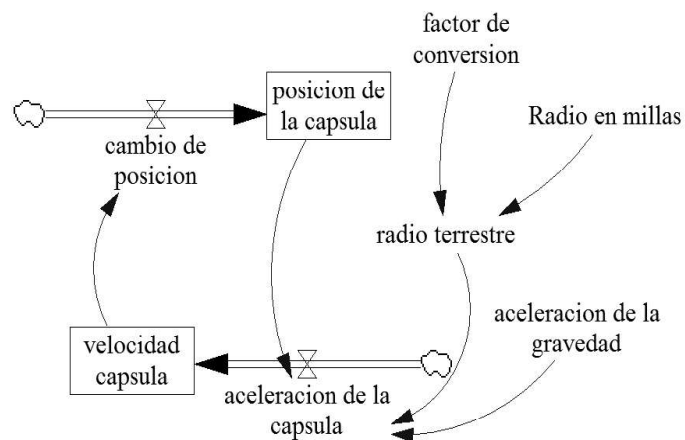 factor de
conversion
posicion de
la capsula
Radio en millas
cambio de
posicion
radio terrestre
aceleracion de la
gravedad
velocidad
capsula
aceleracion de la
capsula